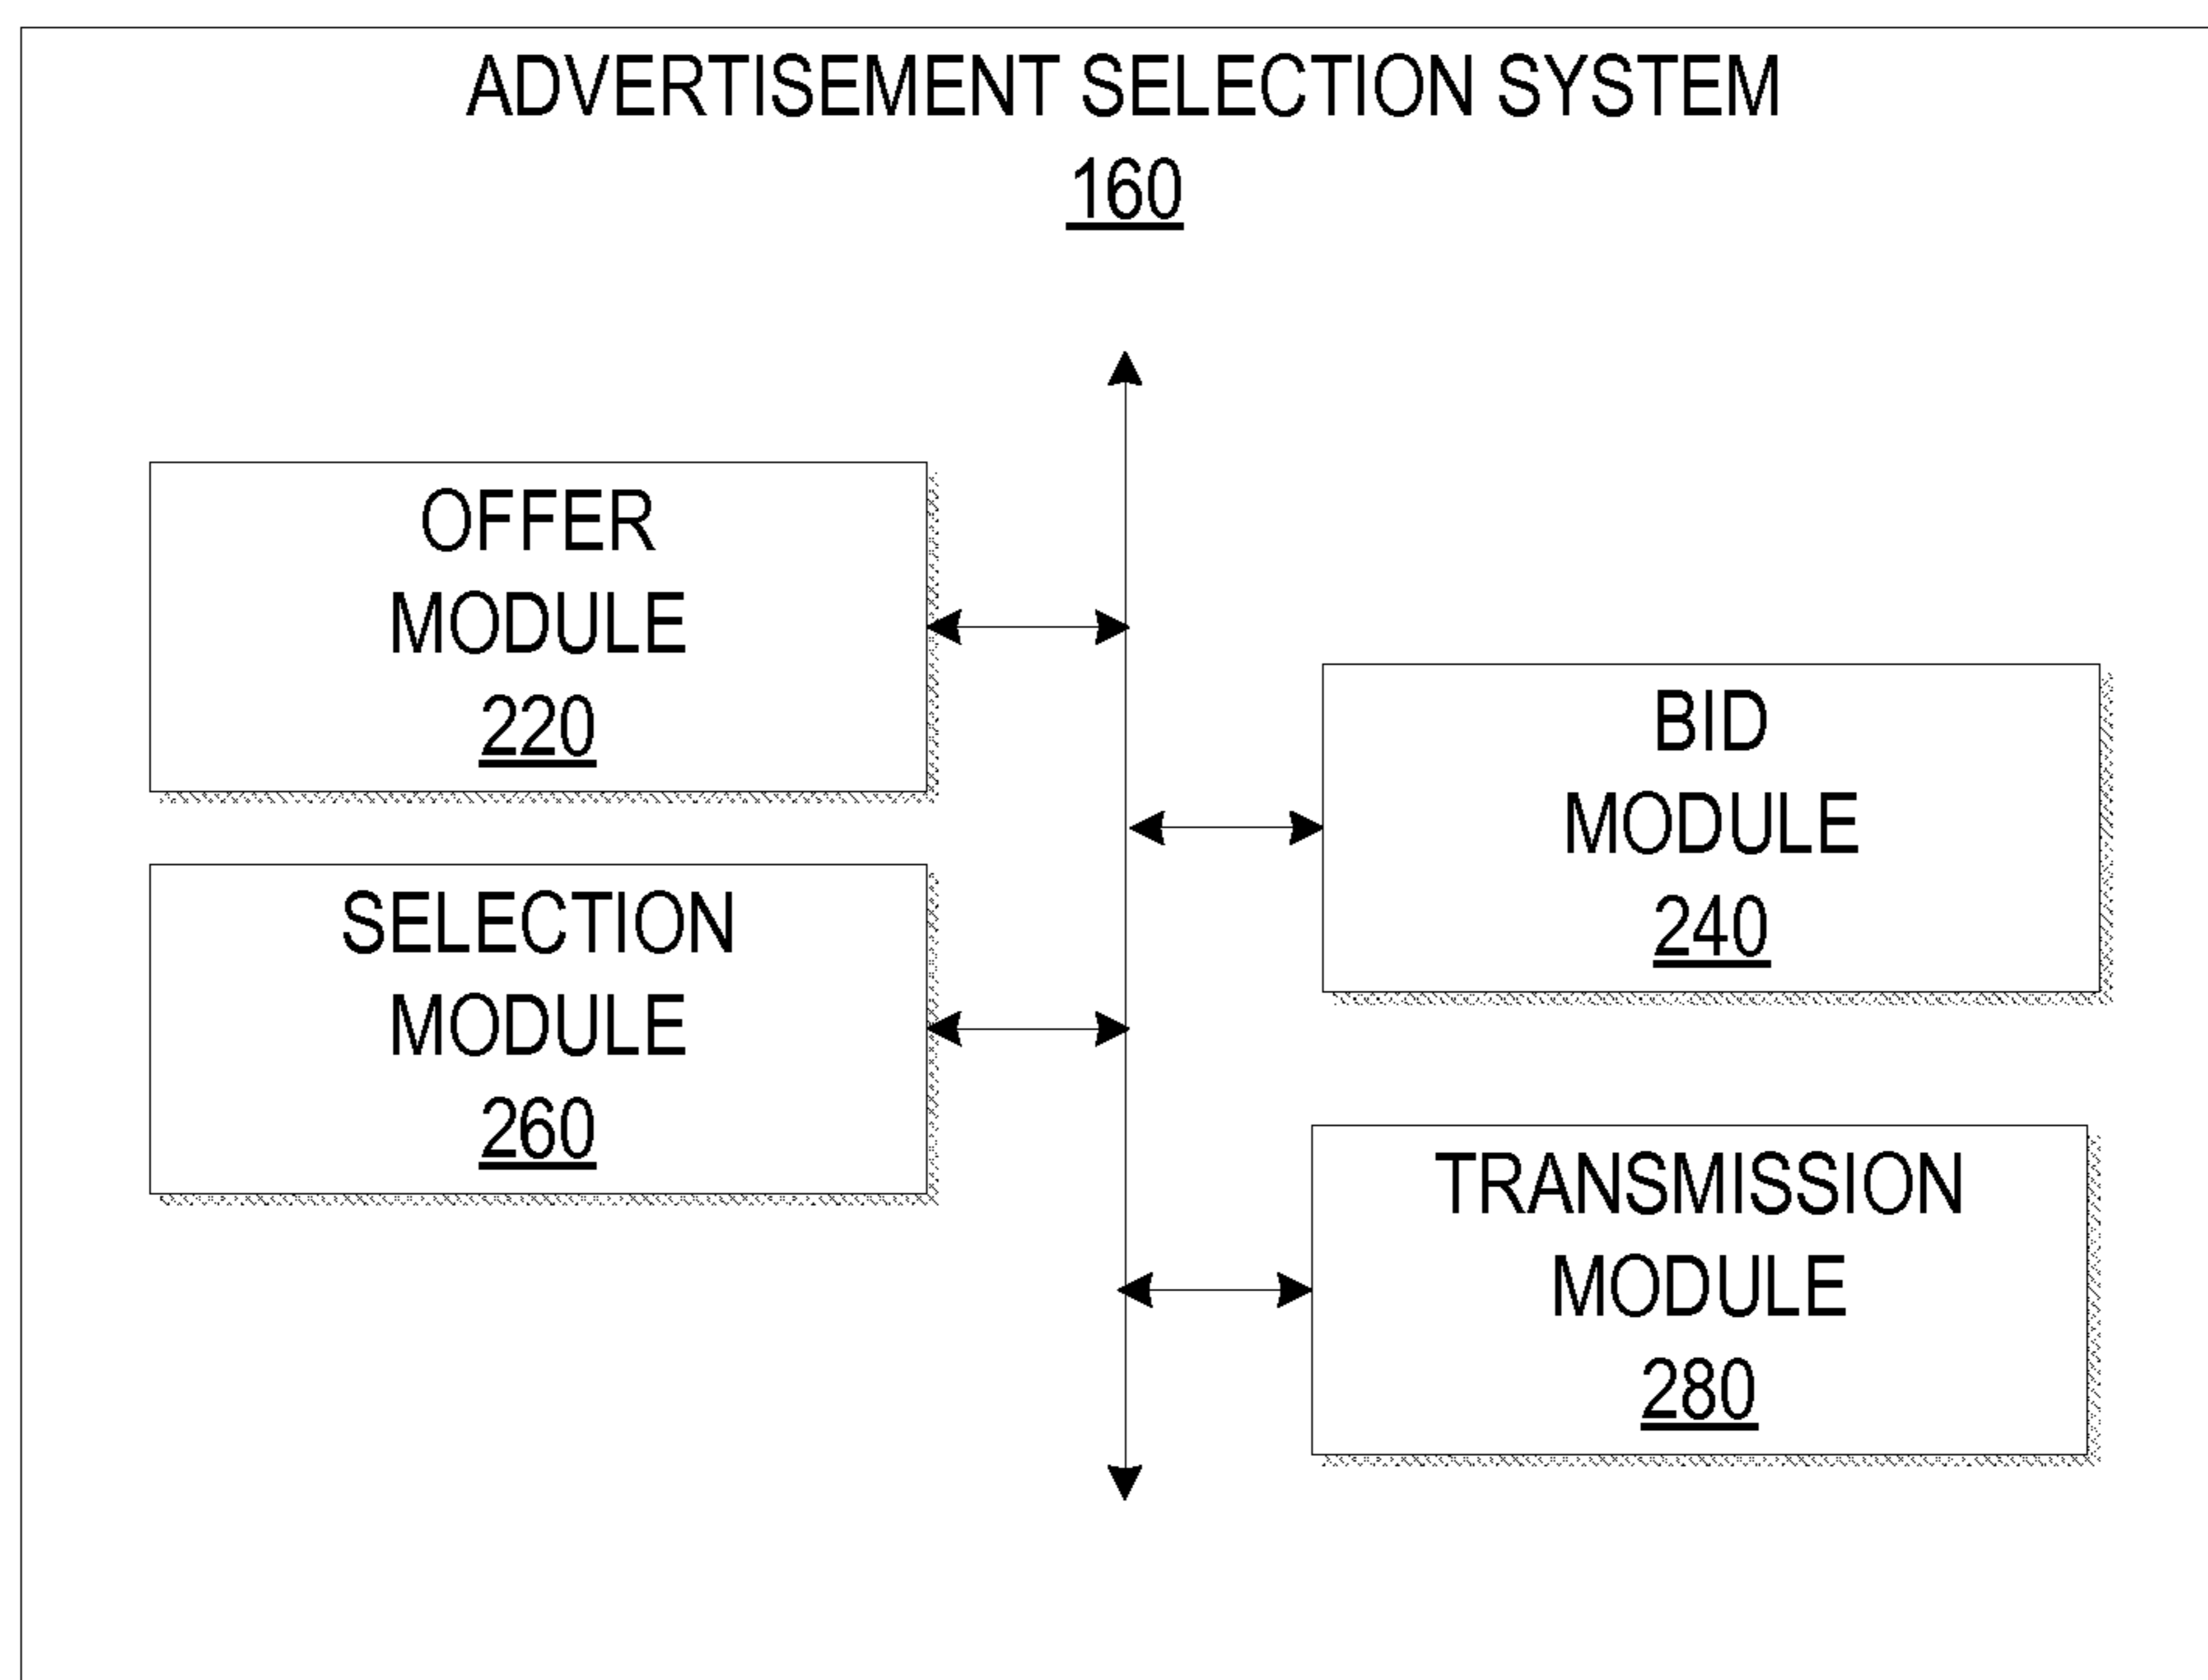 ADVERTISEMENT SELECTION SYSTEM
160
OFFER
MODULE
220
BID
MODULE
240
SELECTION
MODULE
260
TRANSMISSION
MODULE
280